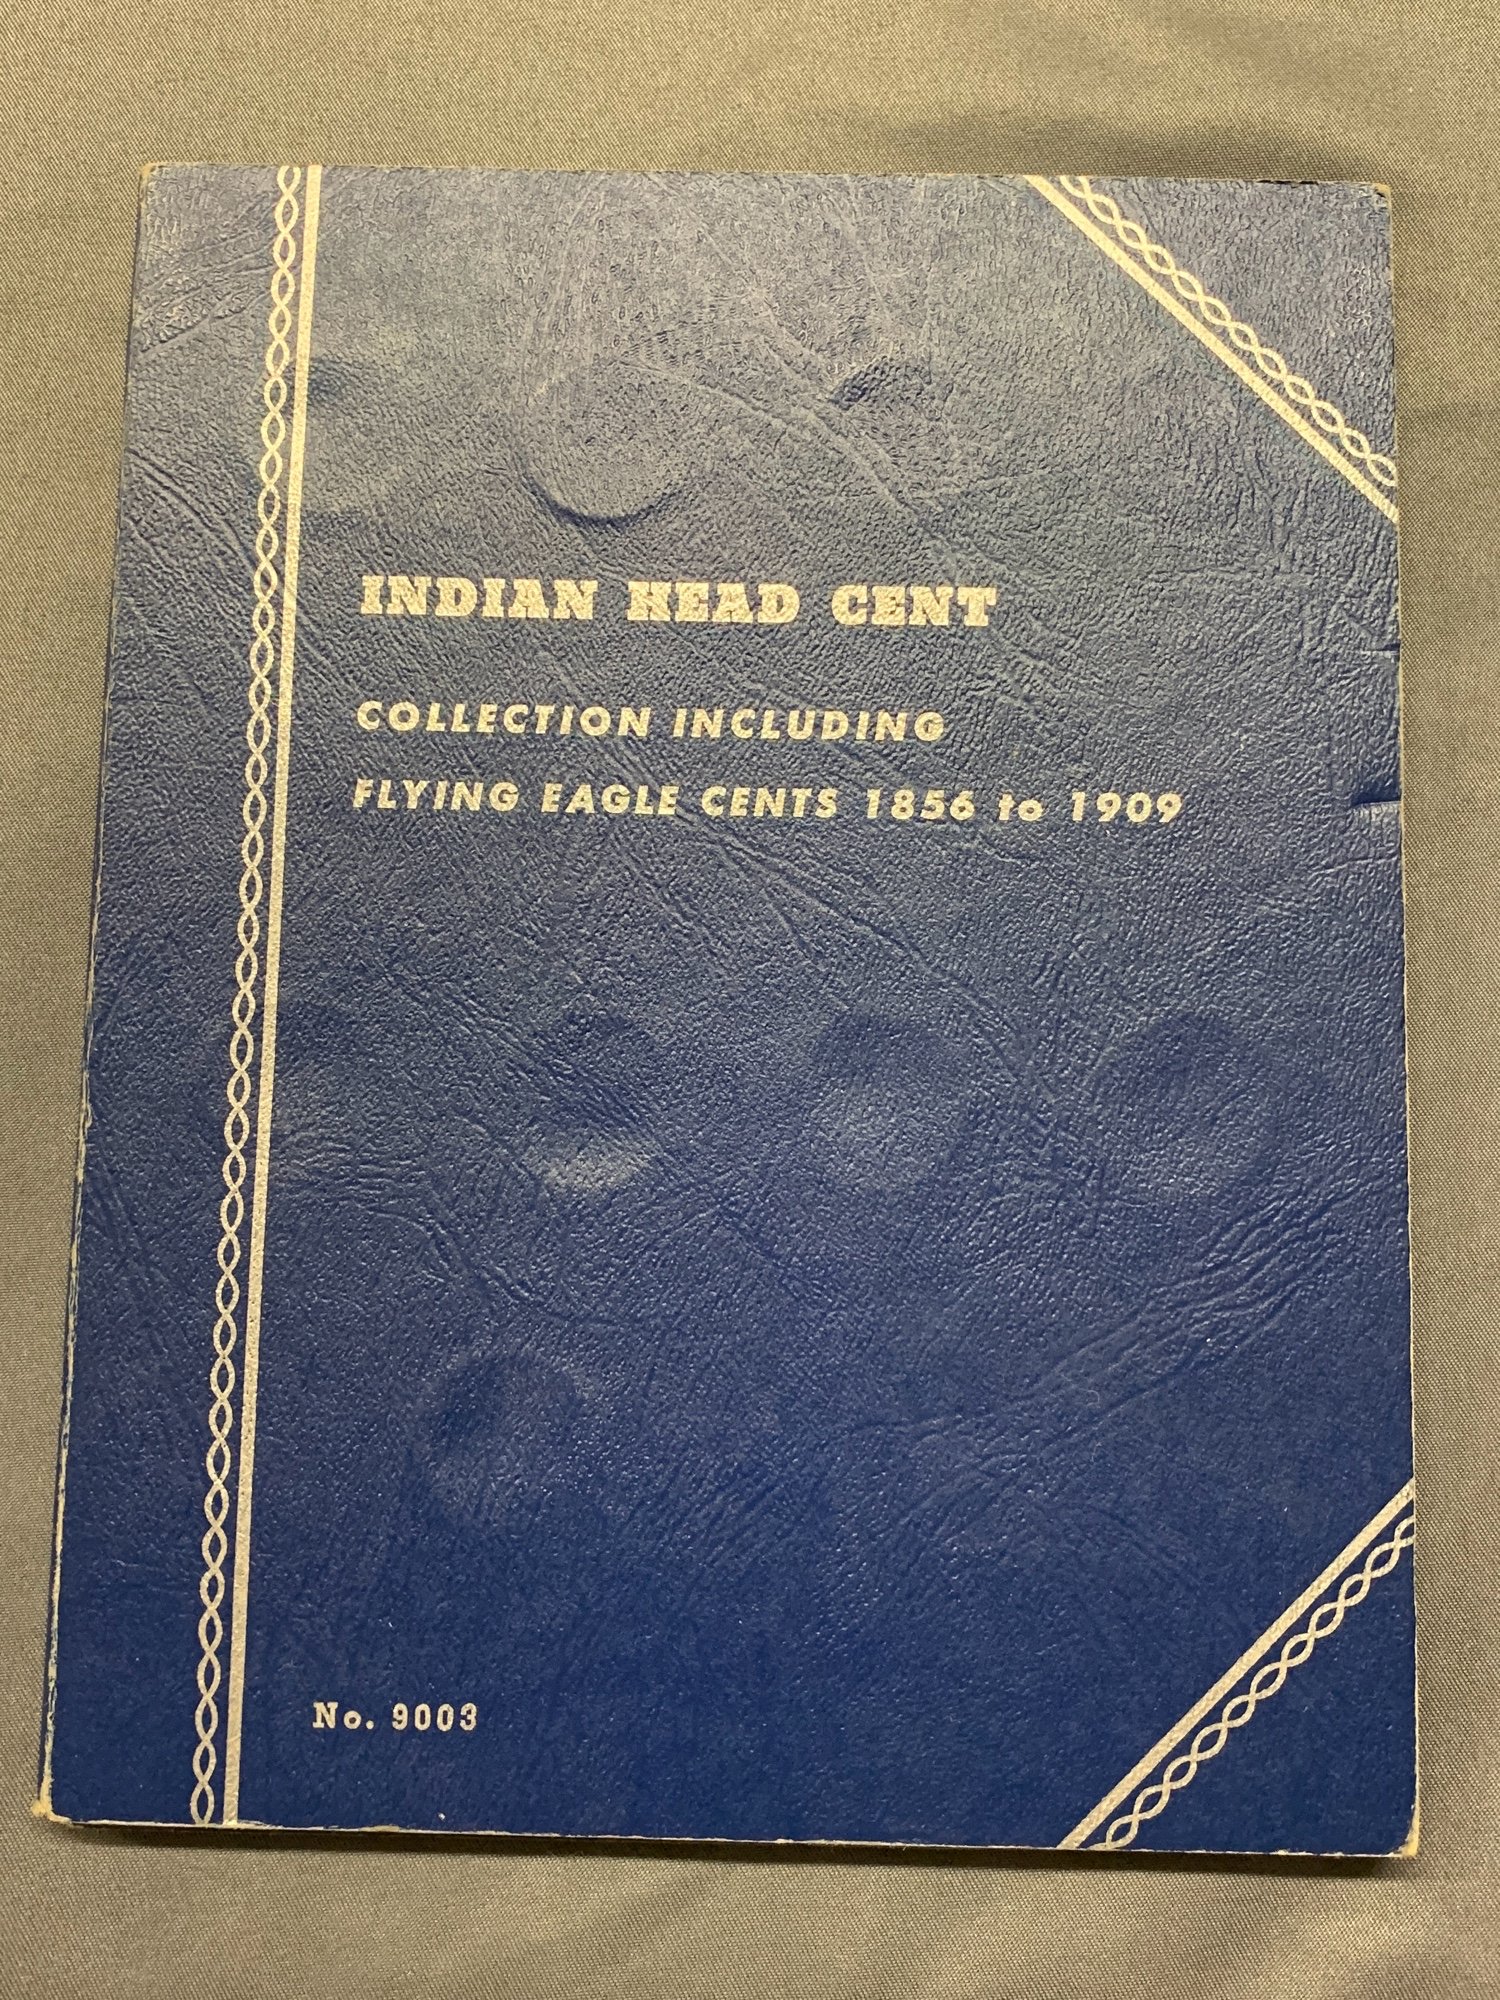 INDIAN HEAD CENT
COLLECTION INCLUDING
FLYING EAGLE CENTS 1856 to 1909
No. 9003